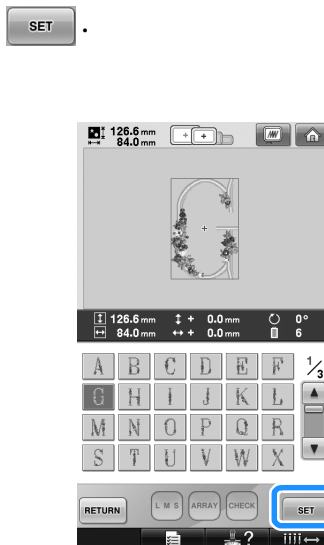 SET .
126.6 mm
84.0 mm
126.6 mm + 0.0 mm 0°
84.0 mm + 0.0 mm 6
A B C D E F 1/3
G H I J K L
M N O P Q R
S T U V W X
RETURN L M S ARRAY CHECK SET
?